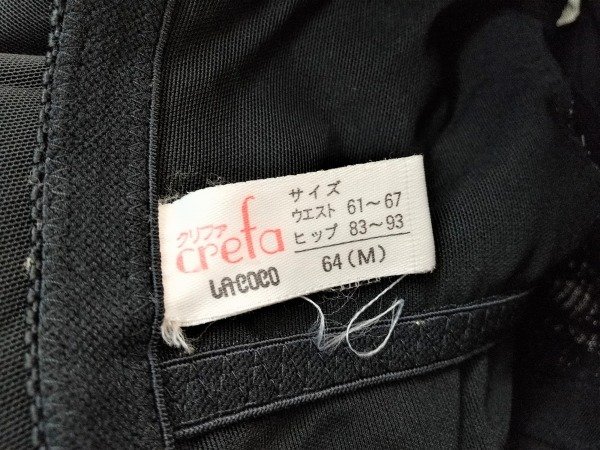 クリファ
crefa
LACOCO
サイズ
ウエスト 61～67
ヒップ 83～93
64(M)